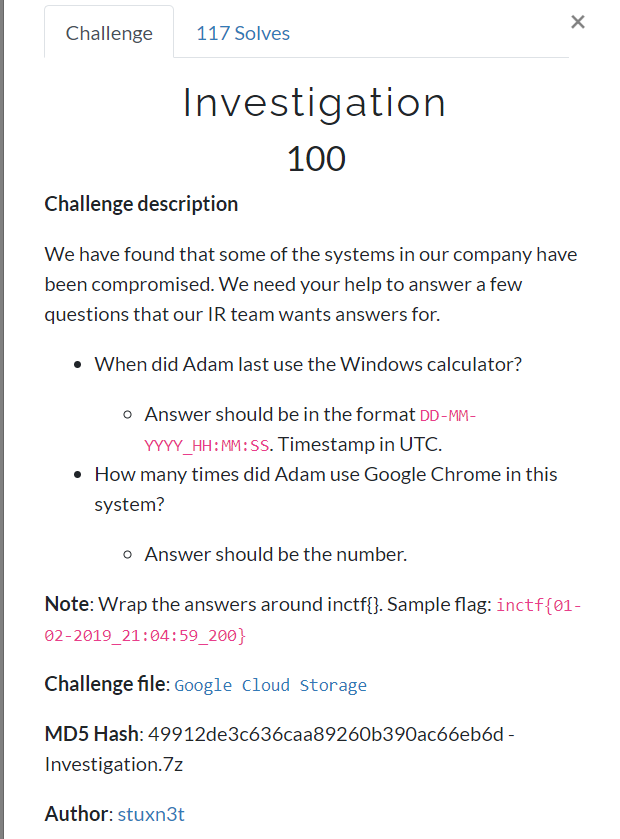 Challenge
117 Solves
×
Investigation
100
Challenge description
We have found that some of the systems in our company have
been compromised. We need your help to answer a few
questions that our IR team wants answers for.
• When did Adam last use the Windows calculator?
◦ Answer should be in the format DD-MM-
YYYY_HH:MM:SS. Timestamp in UTC.
• How many times did Adam use Google Chrome in this
system?
◦ Answer should be the number.
Note: Wrap the answers around inctf{}. Sample flag: inctf{01-
02-2019_21:04:59_200}
Challenge file: Google Cloud Storage
MD5 Hash: 49912de3c636caa89260b390ac66eb6d -
Investigation.7z
Author: stuxn3t